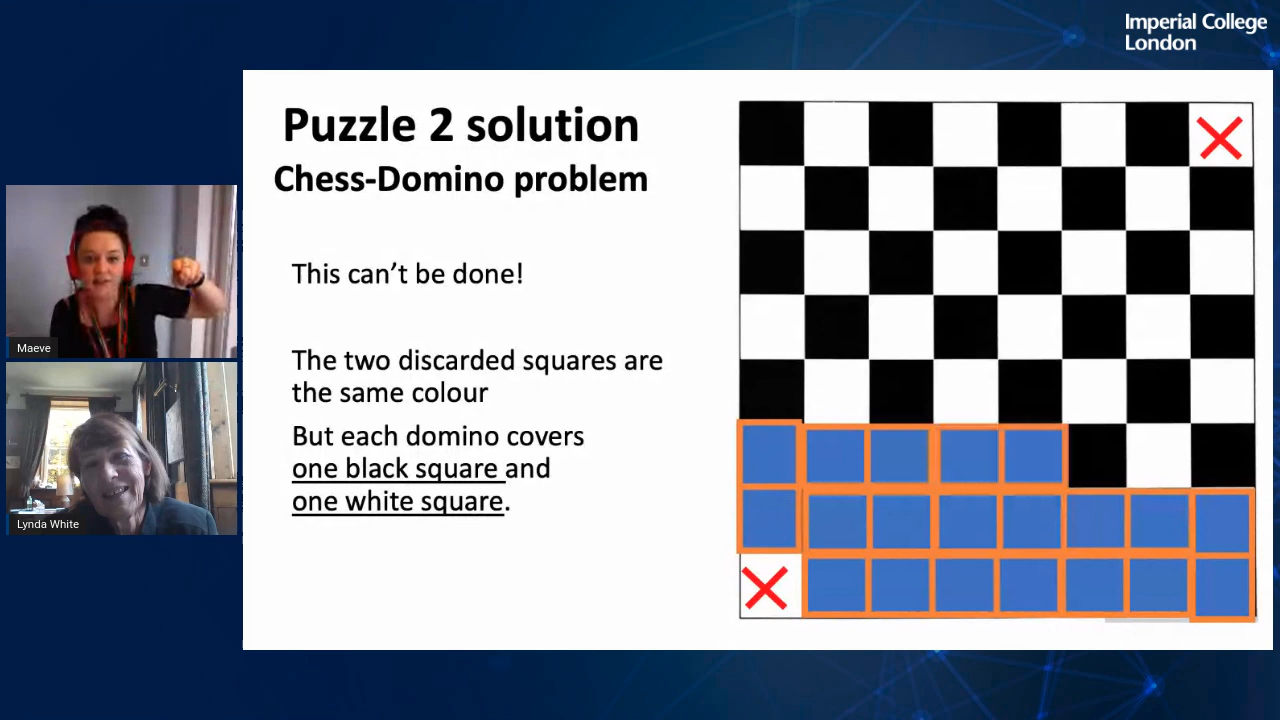 Imperial College
London
Puzzle 2 solution
Chess-Domino problem
This can’t be done!
The two discarded squares are
the same colour
But each domino covers
one black square and
one white square.
Maeve
Lynda White